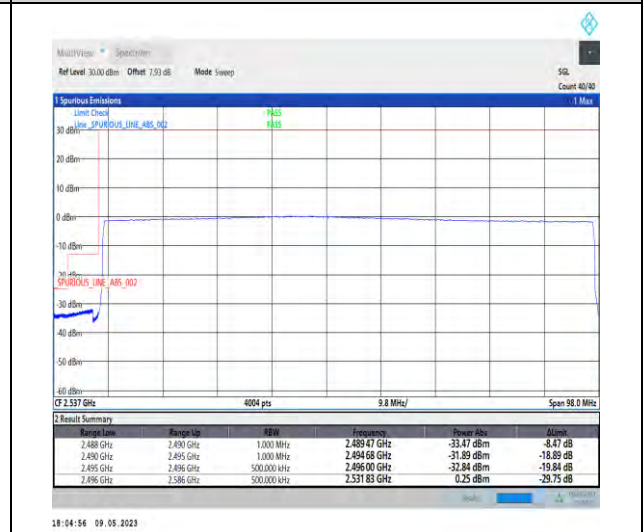 MultiView Spectrum
Ref Level 30.00 dBm Offset 7.93 dB Mode Sweep SGL
Count 40/40
1 Spurious Emissions 1 Max
Limit Check PASS
Line _SPURIOUS_LINE_ABS_002 PASS
30 dBm
20 dBm
10 dBm
0 dBm
-10 dBm
-20 dBm
SPURIOUS_LINE_ABS_002
-30 dBm
-40 dBm
-50 dBm
-60 dBm
CF 2.537 GHz 4004 pts 9.8 MHz/ Span 98.0 MHz
2 Result Summary
Range Low Range Up RBW Frequency Power Abs ΔLimit
2.488 GHz 2.490 GHz 1.000 MHz 2.489 47 GHz -33.47 dBm -8.47 dB
2.490 GHz 2.495 GHz 1.000 MHz 2.494 68 GHz -31.89 dBm -18.89 dB
2.495 GHz 2.496 GHz 500.000 kHz 2.496 00 GHz -32.84 dBm -19.84 dB
2.496 GHz 2.586 GHz 500.000 kHz 2.531 83 GHz 0.25 dBm -29.75 dB
18:04:56 09.05.2023